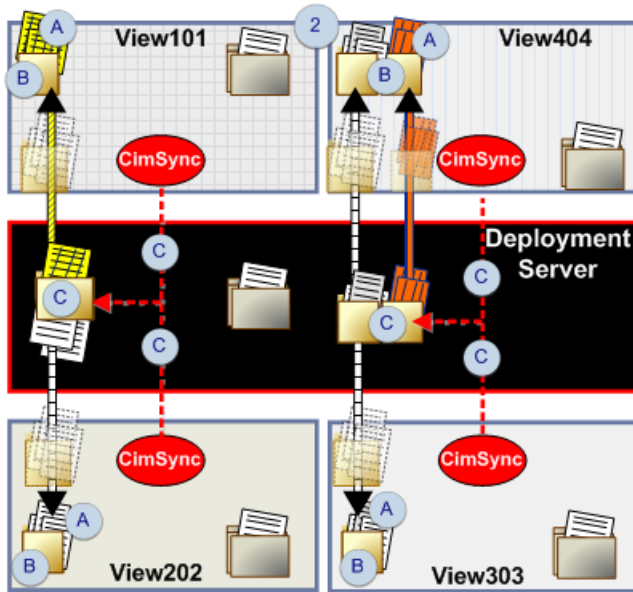 A
View101
2
A
View404
B
B
CimSync
CimSync
C
Deployment
Server
C
C
C
C
C
CimSync
CimSync
A
A
B
View202
B
View303